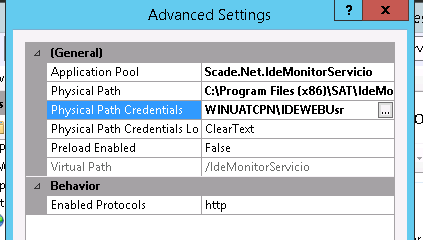 Advanced Settings
?
x
(General)
Application Pool Scade.Net.IdeMonitorServicio
Physical Path C:\Program Files (x86)\SAT\IdeMo
Physical Path Credentials WINUATCPN\IDEWEBUsr ...
Physical Path Credentials Lo ClearText
Preload Enabled False
Virtual Path /IdeMonitorServicio
Behavior
Enabled Protocols http